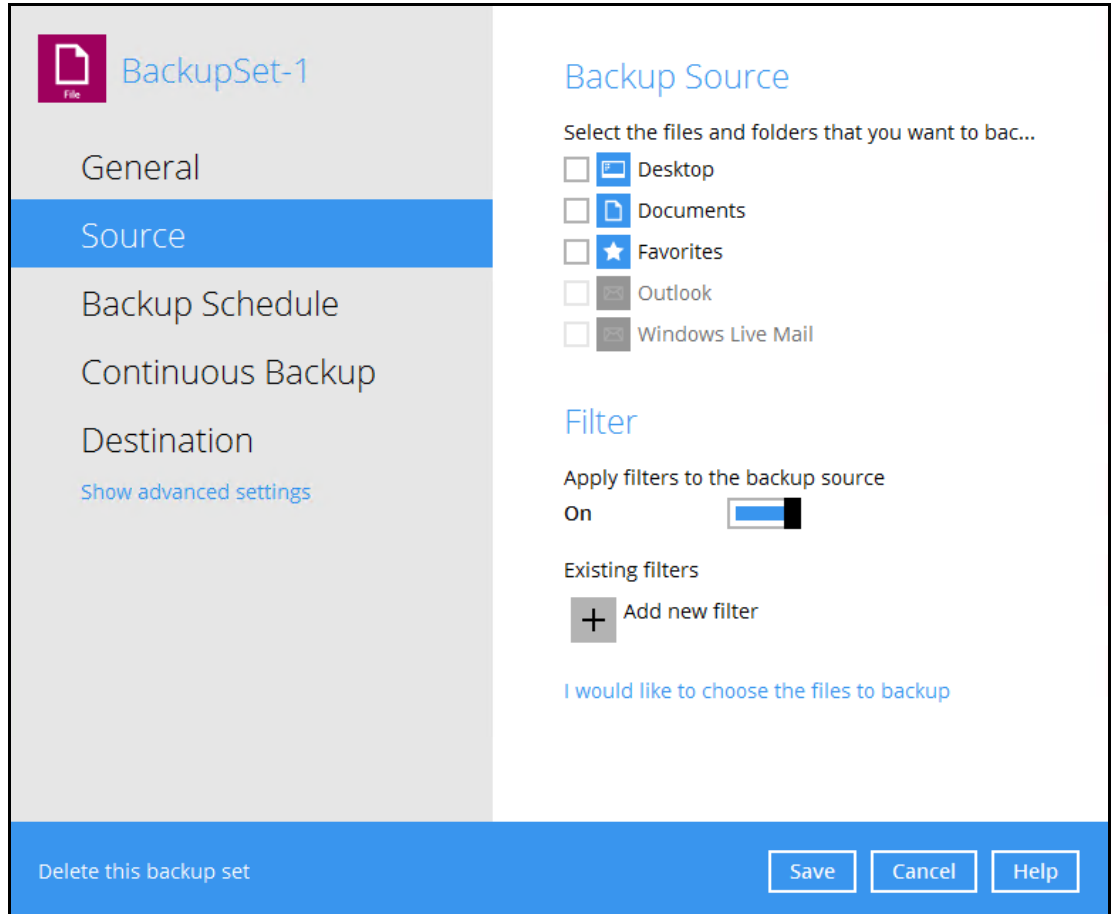 File
BackupSet-1
General
Source
Backup Schedule
Continuous Backup
Destination
Show advanced settings
Backup Source
Select the files and folders that you want to bac...
Desktop
Documents
Favorites
Outlook
Windows Live Mail
Filter
Apply filters to the backup source
On
Existing filters
Add new filter
I would like to choose the files to backup
Delete this backup set
Save
Cancel
Help